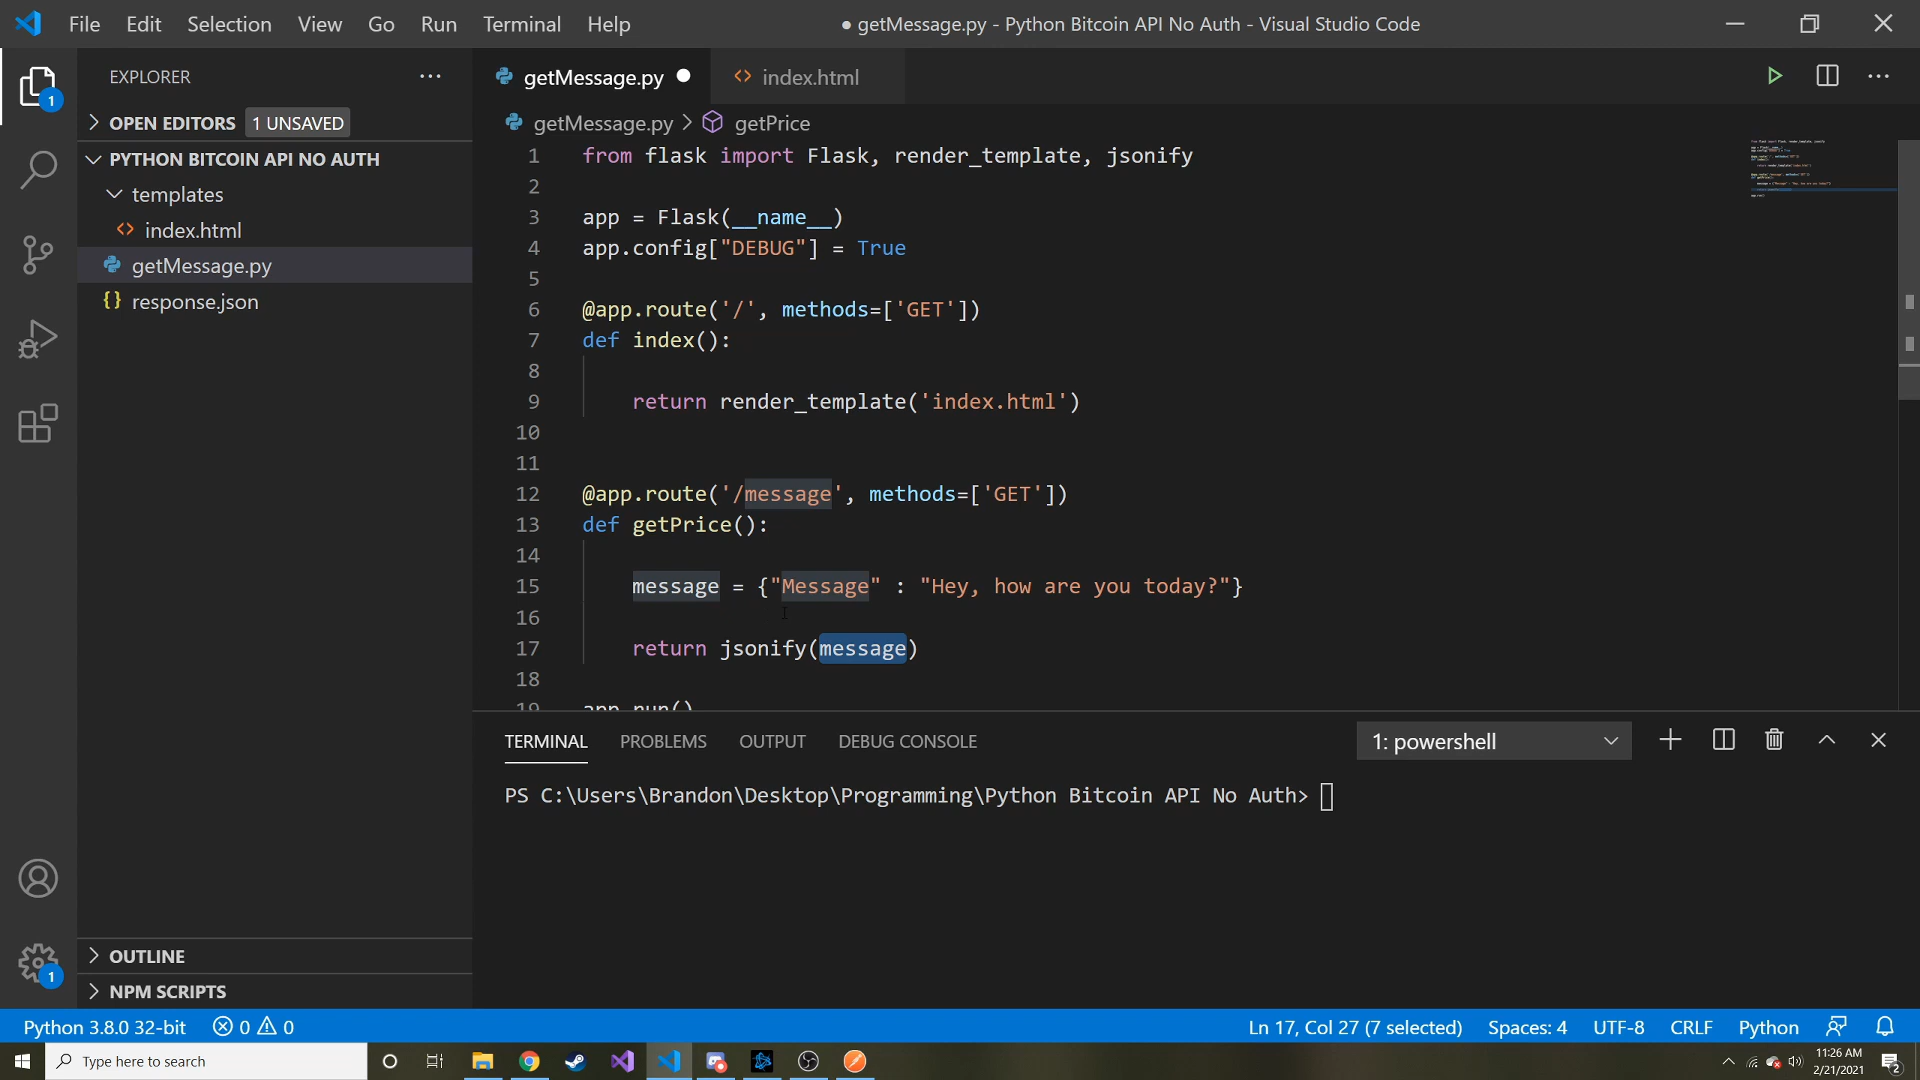 File Edit Selection View Go Run Terminal Help
● getMessage.py - Python Bitcoin API No Auth - Visual Studio Code
EXPLORER
OPEN EDITORS 1 UNSAVED
PYTHON BITCOIN API NO AUTH
templates
index.html
getMessage.py
response.json
OUTLINE
NPM SCRIPTS
getMessage.py ● index.html
getMessage.py > getPrice
1 from flask import Flask, render_template, jsonify
2
3 app = Flask(__name__)
4 app.config["DEBUG"] = True
5
6 @app.route('/', methods=['GET'])
7 def index():
8
9 return render_template('index.html')
10
11
12 @app.route('/message', methods=['GET'])
13 def getPrice():
14
15 message = {"Message" : "Hey, how are you today?"}
16
17 return jsonify(message)
18
19 app.run()
TERMINAL PROBLEMS OUTPUT DEBUG CONSOLE 1: powershell
PS C:\Users\Brandon\Desktop\Programming\Python Bitcoin API No Auth>
1
1
Python 3.8.0 32-bit 0 0 Ln 17, Col 27 (7 selected) Spaces: 4 UTF-8 CRLF Python
Type here to search
11:26 AM
2/21/2021
2